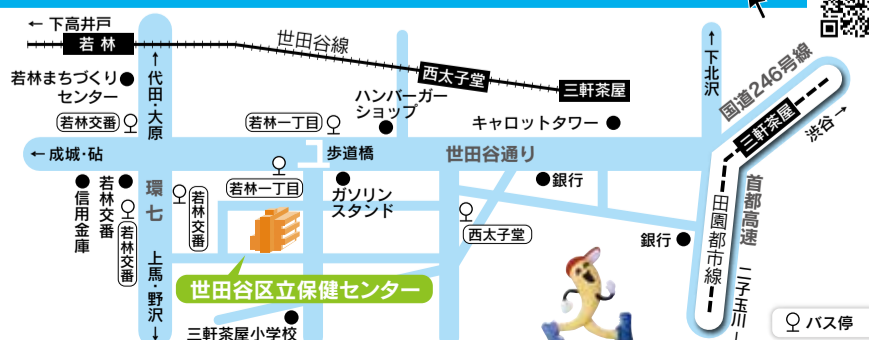 ← 下高井戸
若林
世田谷線
西太子堂
三軒茶屋
↑ 下北沢
国道246号線
三軒茶屋
渋谷 →
若林まちづくり
センター
↑ 代田・大原
ハンバーガー
ショップ
若林交番
若林一丁目
キャロットタワー
← 成城・砧
歩道橋
世田谷通り
信用金庫
若林交番
若林交番
環七
若林交番
若林一丁目
ガソリン
スタンド
西太子堂
銀行
銀行
田園都市線
首都高速
二子玉川 ↓
上馬・野沢 ↓
世田谷区立保健センター
三軒茶屋小学校
バス停